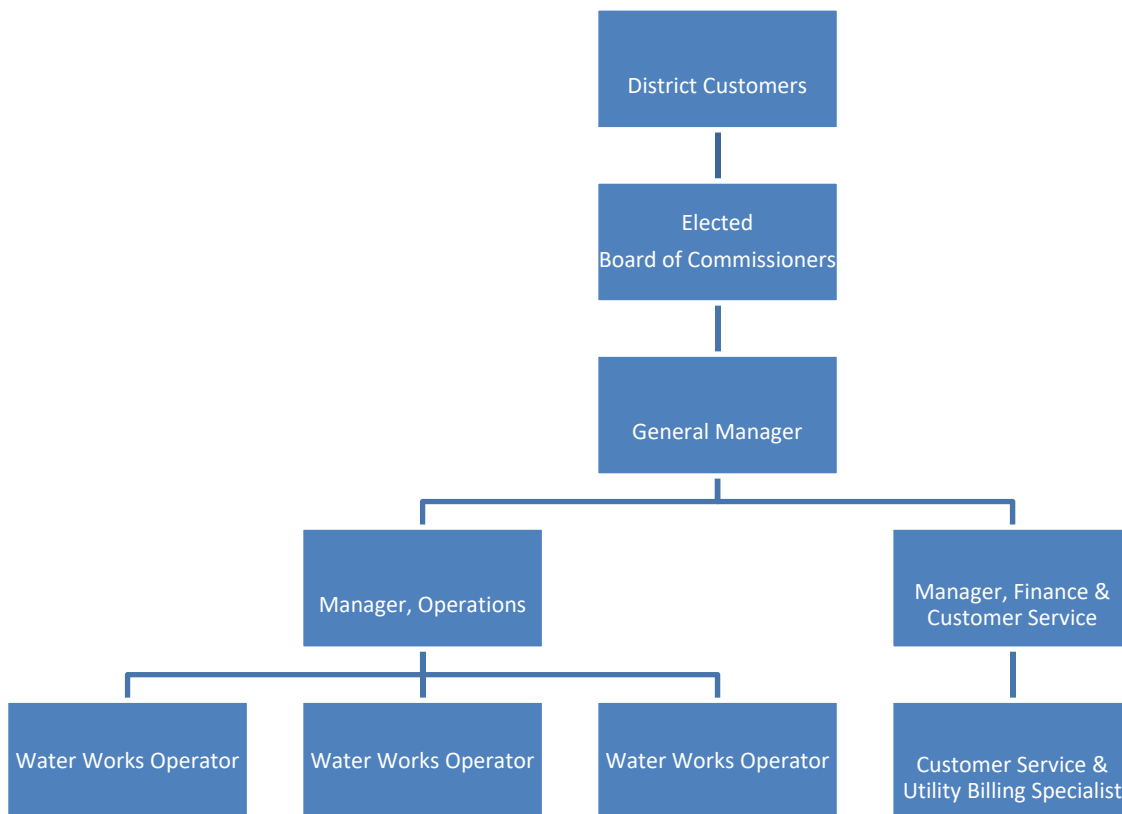 District Customers
Elected
Board of Commissioners
General Manager
Manager, Operations
Manager, Finance &
Customer Service
Water Works Operator
Water Works Operator
Water Works Operator
Customer Service &
Utility Billing Specialist